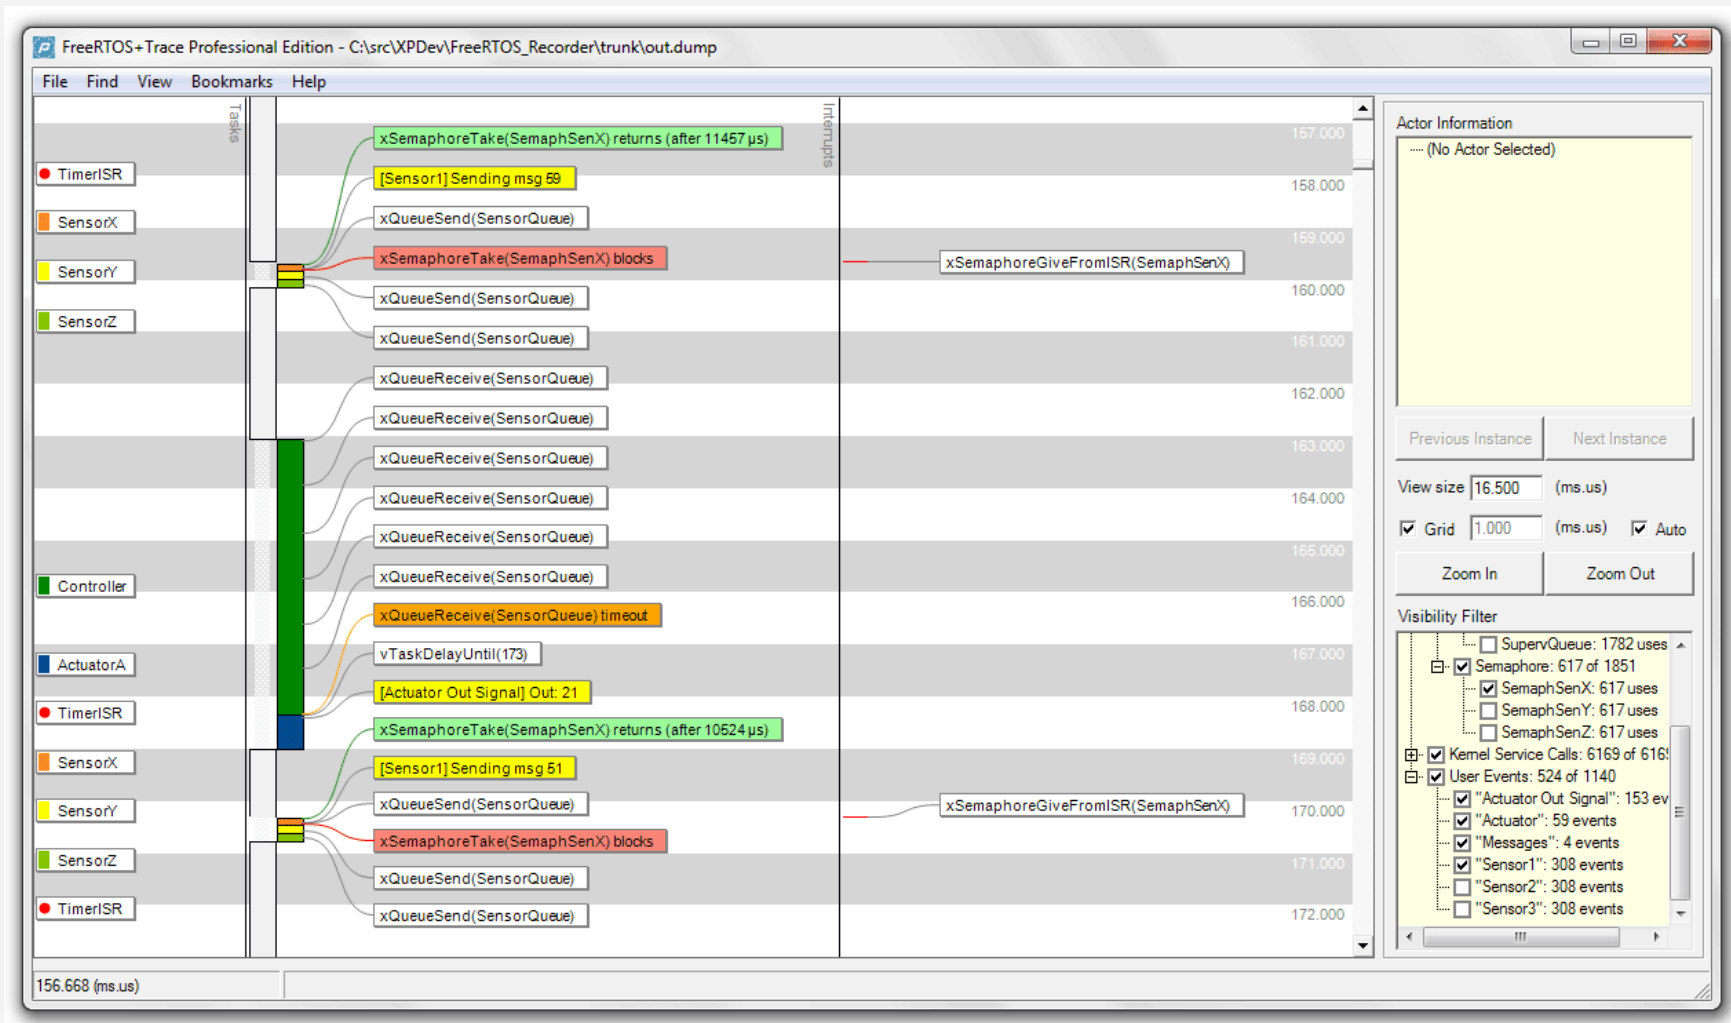 FreeRTOS+Trace Professional Edition - C:\src\XPDev\FreeRTOS_Recorder\trunk\out.dump
File Find View Bookmarks Help
Tasks
TimerISR
SensorX
SensorY
SensorZ
Controller
ActuatorA
TimerISR
SensorX
SensorY
SensorZ
TimerISR
xSemaphoreTake(SemaphSenX) returns (after 11457 µs)
[Sensor1] Sending msg 59
xQueueSend(SensorQueue)
xSemaphoreTake(SemaphSenX) blocks
xQueueSend(SensorQueue)
xQueueSend(SensorQueue)
xQueueReceive(SensorQueue)
xQueueReceive(SensorQueue)
xQueueReceive(SensorQueue)
xQueueReceive(SensorQueue)
xQueueReceive(SensorQueue)
xQueueReceive(SensorQueue)
xQueueReceive(SensorQueue) timeout
vTaskDelayUntil(173)
[Actuator Out Signal] Out: 21
xSemaphoreTake(SemaphSenX) returns (after 10524 µs)
[Sensor1] Sending msg 51
xQueueSend(SensorQueue)
xSemaphoreTake(SemaphSenX) blocks
xQueueSend(SensorQueue)
xQueueSend(SensorQueue)
Interrupts
xSemaphoreGiveFromISR(SemaphSenX)
xSemaphoreGiveFromISR(SemaphSenX)
157.000
158.000
159.000
160.000
161.000
162.000
163.000
164.000
165.000
166.000
167.000
168.000
169.000
170.000
171.000
172.000
Actor Information
(No Actor Selected)
Previous Instance Next Instance
View size 16.500 (ms.us)
Grid 1.000 (ms.us) Auto
Zoom In Zoom Out
Visibility Filter
SupervQueue: 1782 uses
Semaphore: 617 of 1851
SemaphSenX: 617 uses
SemaphSenY: 617 uses
SemaphSenZ: 617 uses
Kernel Service Calls: 6169 of 616
User Events: 524 of 1140
"Actuator Out Signal": 153 ev
"Actuator": 59 events
"Messages": 4 events
"Sensor1": 308 events
"Sensor2": 308 events
"Sensor3": 308 events
156.668 (ms.us)